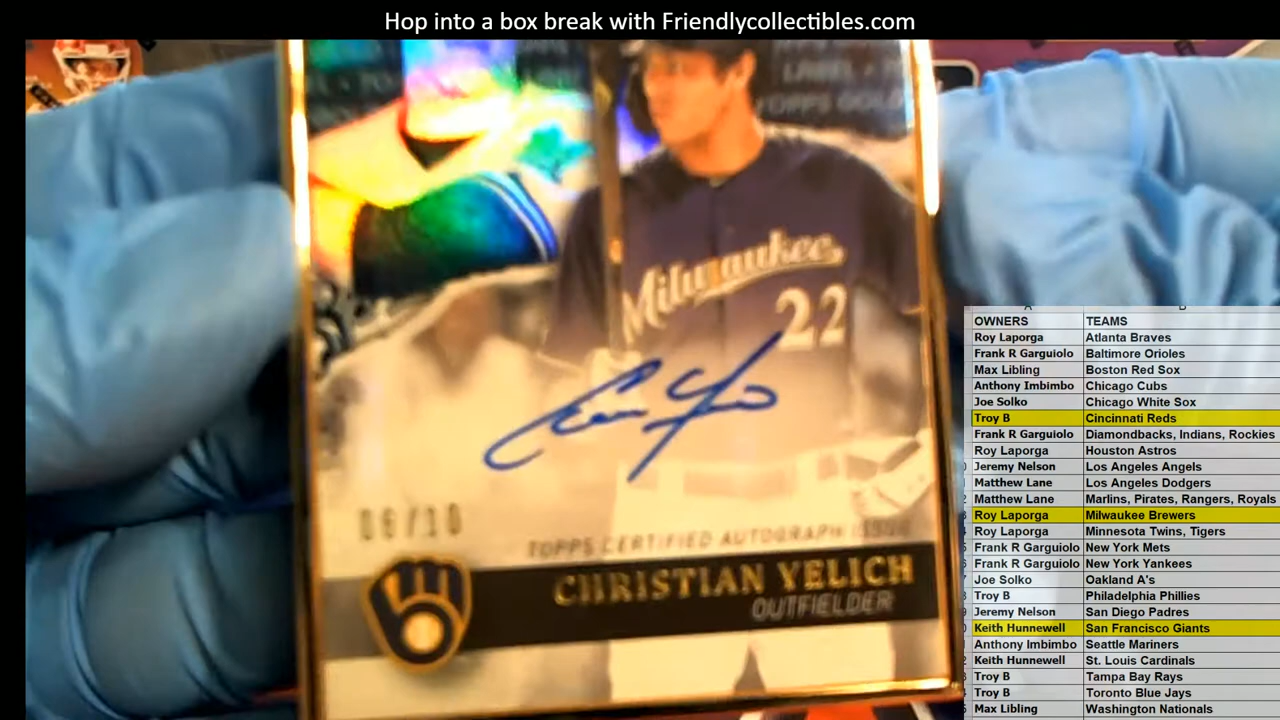 Hop into a box break with Friendlycollectibles.com
LABEL
TOPPS GOLD
Milwaukee
22
TOPPS CERTIFIED AUTOGRAPH ISSUE
CHRISTIAN YELICH
OUTFIELDER
OWNERS TEAMS
Roy Laporga Atlanta Braves
Frank R Garguiolo Baltimore Orioles
Max Libling Boston Red Sox
Anthony Imbimbo Chicago Cubs
Joe Solko Chicago White Sox
Troy B Cincinnati Reds
Frank R Garguiolo Diamondbacks, Indians, Rockies
Roy Laporga Houston Astros
Jeremy Nelson Los Angeles Angels
Matthew Lane Los Angeles Dodgers
Matthew Lane Marlins, Pirates, Rangers, Royals
Roy Laporga Milwaukee Brewers
Roy Laporga Minnesota Twins, Tigers
Frank R Garguiolo New York Mets
Frank R Garguiolo New York Yankees
Joe Solko Oakland A's
Troy B Philadelphia Phillies
Jeremy Nelson San Diego Padres
Keith Hunnewell San Francisco Giants
Anthony Imbimbo Seattle Mariners
Keith Hunnewell St. Louis Cardinals
Troy B Tampa Bay Rays
Troy B Toronto Blue Jays
Max Libling Washington Nationals